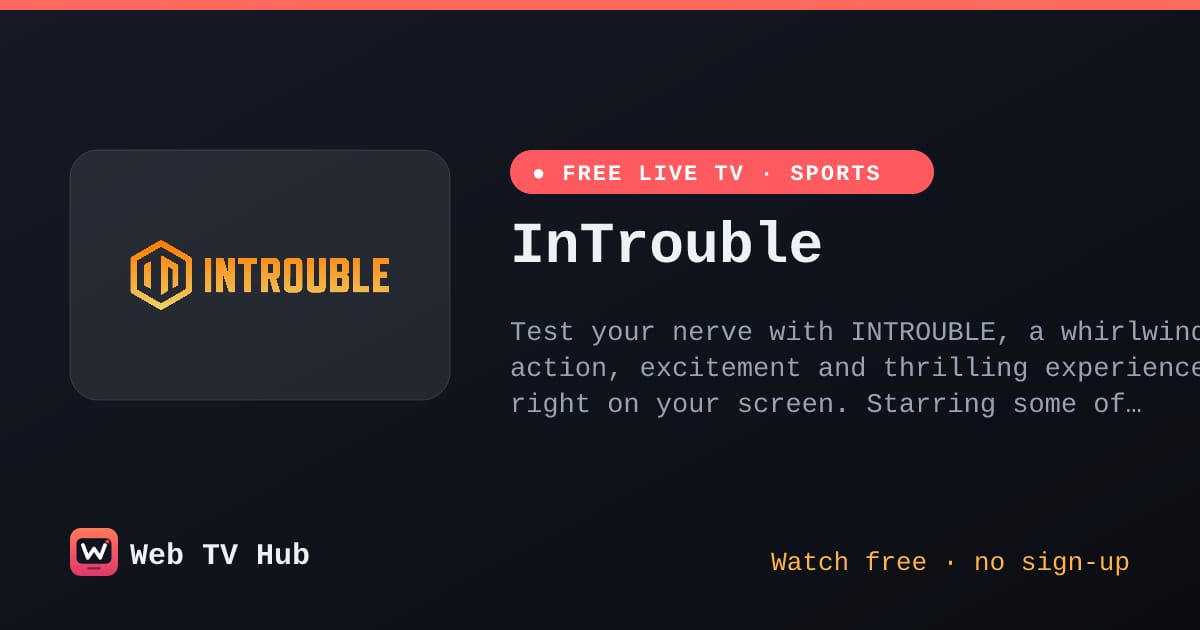 INTROUBLE
● FREE LIVE TV · SPORTS
InTrouble
Test your nerve with INTROUBLE, a whirlwind
action, excitement and thrilling experience
right on your screen. Starring some of…
Web TV Hub
Watch free · no sign-up